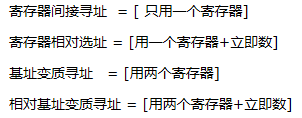 寄存器间接寻址 = [ 只用一个寄存器]
寄存器相对选址 = [用一个寄存器+立即数]
基址变质寻址 = [用两个寄存器]
相对基址变质寻址 = [用两个寄存器+立即数]